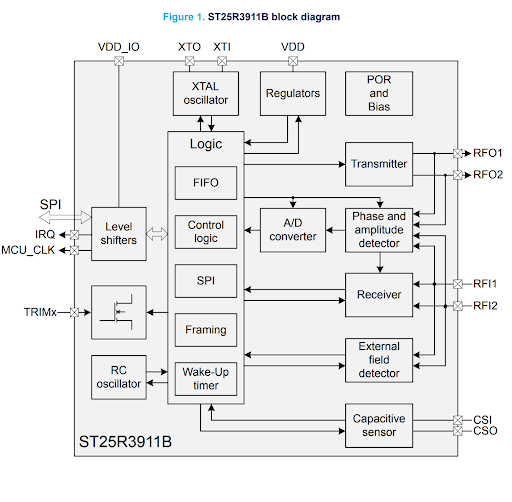 Figure 1. ST25R3911B block diagram
VDD_IO
XTO
XTI
VDD
XTAL
oscillator
Regulators
POR
and
Bias
Logic
FIFO
Transmitter
RFO1
RFO2
SPI
IRQ
MCU_CLK
Level
shifters
Control
logic
A/D
converter
Phase and
amplitude
detector
SPI
Receiver
RFI1
RFI2
TRIMx
Framing
External
field
detector
RC
oscillator
Wake-Up
timer
Capacitive
sensor
CSI
CSO
ST25R3911B